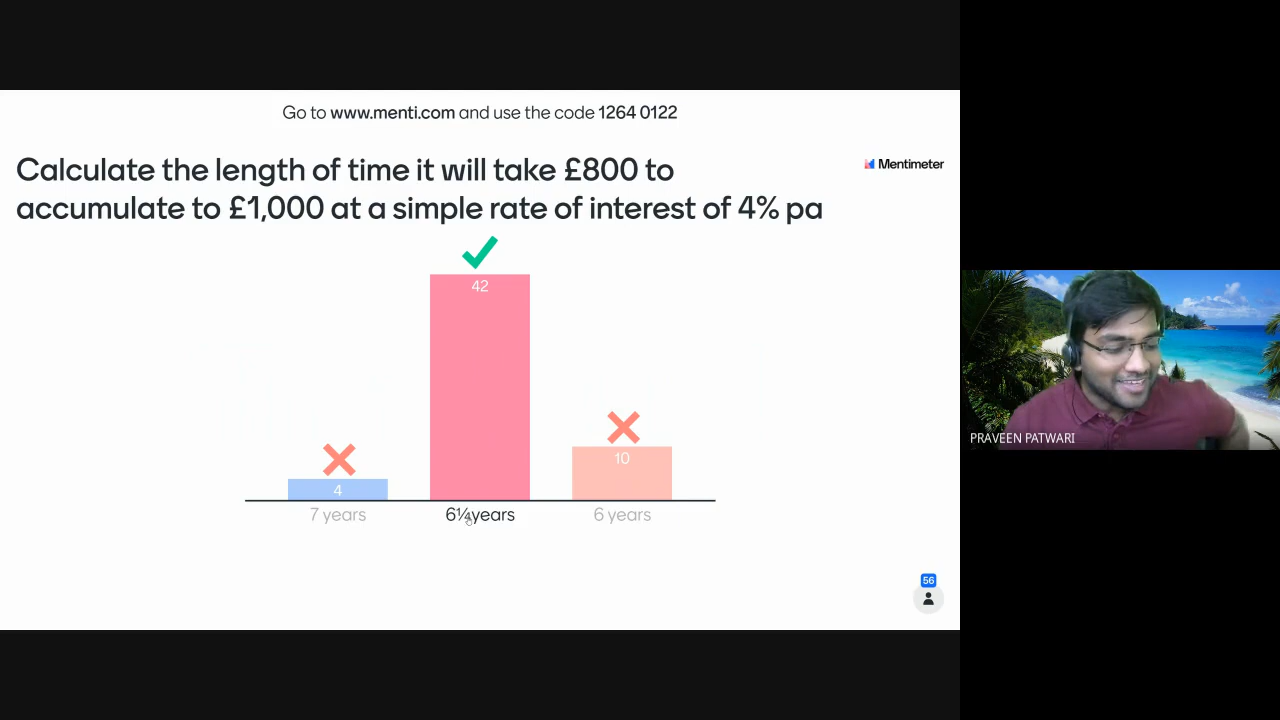 Go to www.menti.com and use the code 1264 0122
Calculate the length of time it will take £800 to
accumulate to £1,000 at a simple rate of interest of 4% pa
Mentimeter
42
10
4
7 years
6¼years
6 years
56
PRAVEEN PATWARI